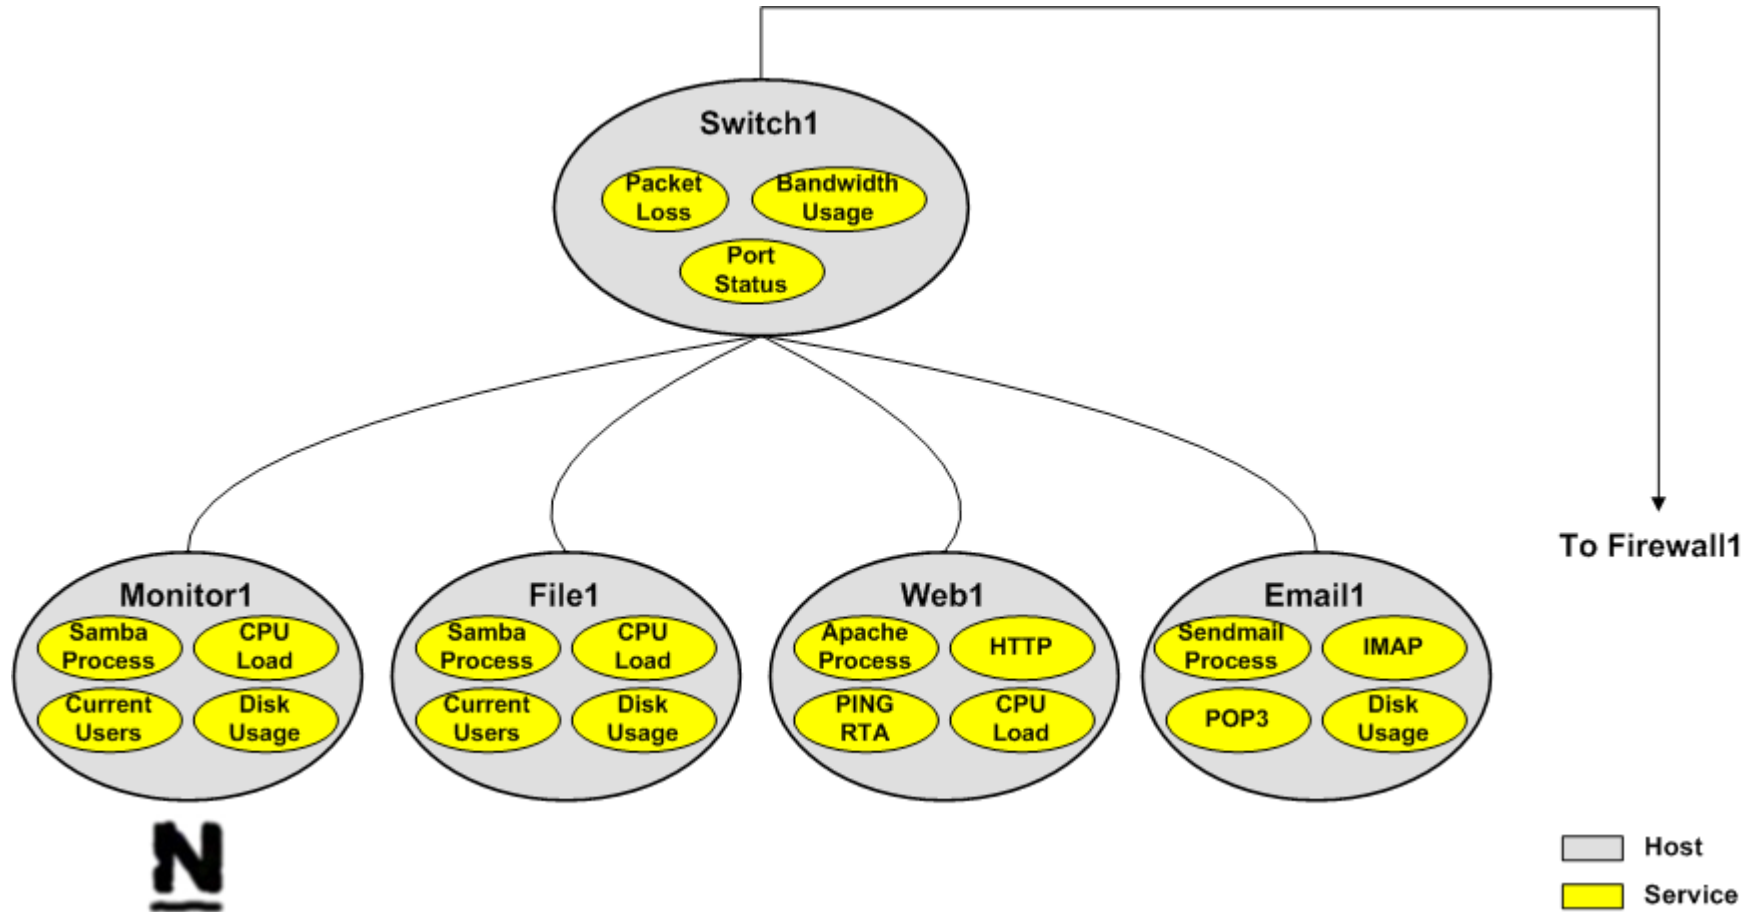 Switch1
Packet
Loss
Bandwidth
Usage
Port
Status
To Firewall1
Monitor1
Samba
Process
CPU
Load
Current
Users
Disk
Usage
File1
Samba
Process
CPU
Load
Current
Users
Disk
Usage
Web1
Apache
Process
HTTP
PING
RTA
CPU
Load
Email1
Sendmail
Process
IMAP
POP3
Disk
Usage
N
Host
Service